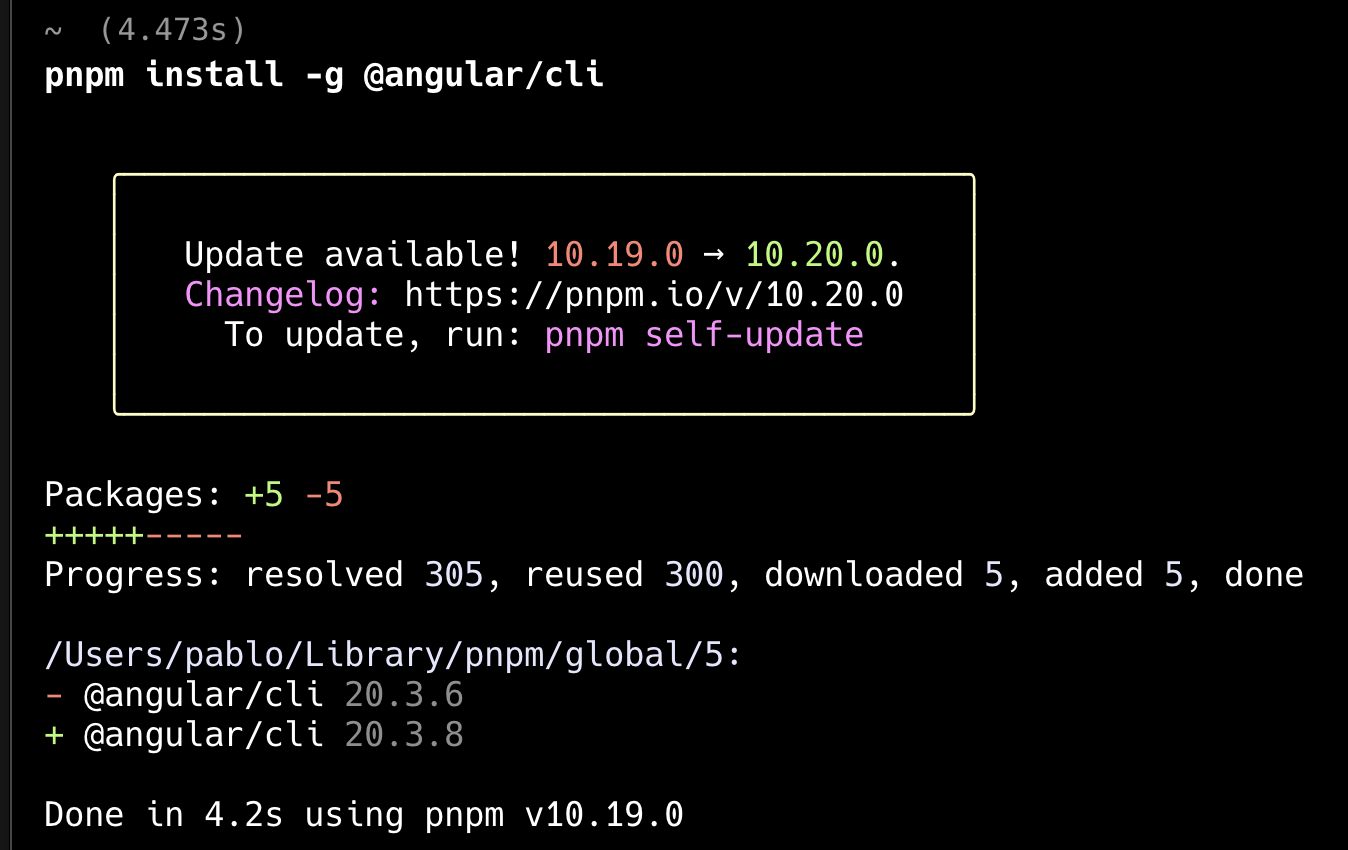 ~ (4.473s)
pnpm install -g @angular/cli
Update available! 10.19.0 → 10.20.0.
Changelog: https://pnpm.io/v/10.20.0
To update, run: pnpm self-update
Packages: +5 -5
+++++-----
Progress: resolved 305, reused 300, downloaded 5, added 5, done
/Users/pablo/Library/pnpm/global/5:
- @angular/cli 20.3.6
+ @angular/cli 20.3.8
Done in 4.2s using pnpm v10.19.0